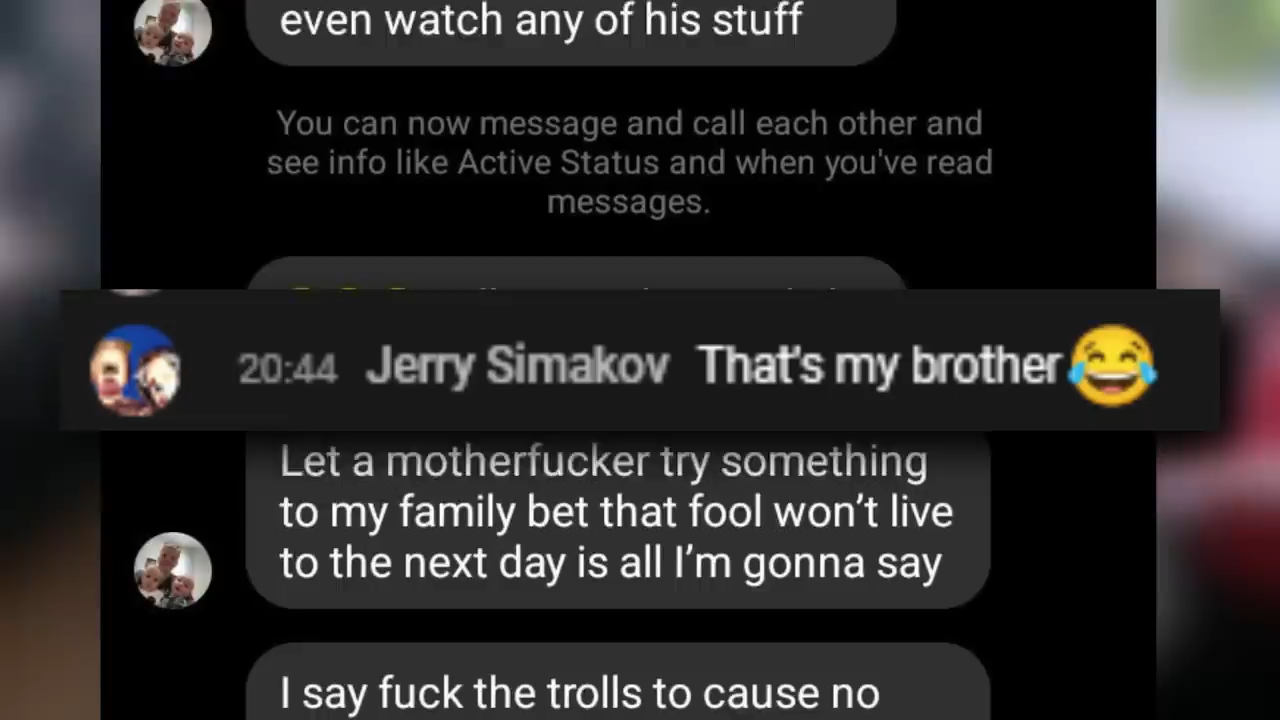 even watch any of his stuff
You can now message and call each other and
see info like Active Status and when you've read
messages.
20:44 Jerry Simakov That's my brother😂
Let a motherfucker try something
to my family bet that fool won’t live
to the next day is all I’m gonna say
I say fuck the trolls to cause no